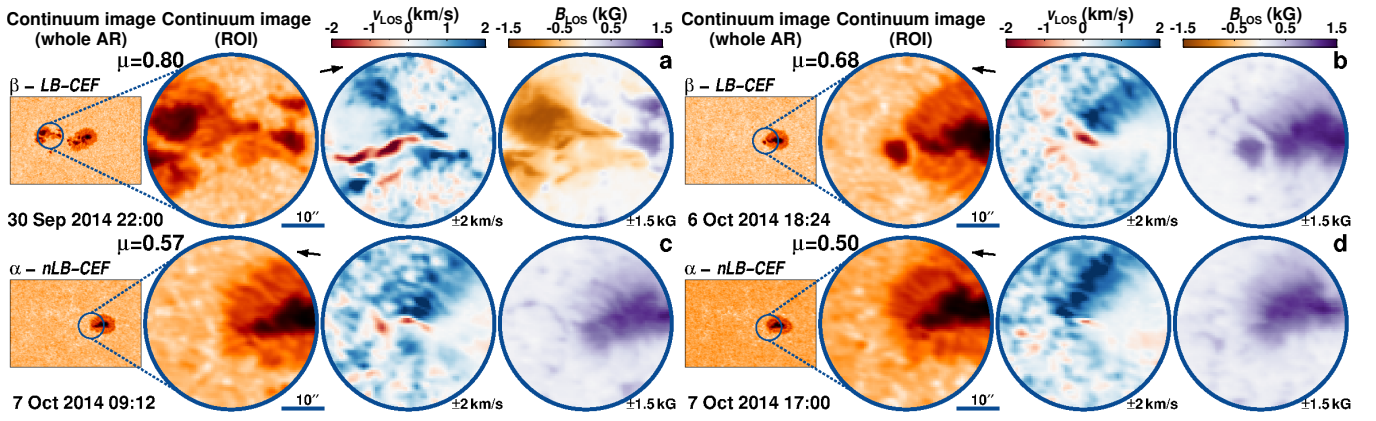 Continuum image
(whole AR)
Continuum image
(ROI)
vLOS (km/s)
-2 -1 0 1 2
BLOS (kG)
-1.5 -0.5 0.5 1.5
Continuum image
(whole AR)
Continuum image
(ROI)
vLOS (km/s)
-2 -1 0 1 2
BLOS (kG)
-1.5 -0.5 0.5 1.5
μ=0.80
a
β – LB–CEF
30 Sep 2014 22:00
10″
±2 km/s
±1.5 kG
μ=0.68
b
β – LB–CEF
6 Oct 2014 18:24
10″
±2 km/s
±1.5 kG
μ=0.57
c
α – nLB–CEF
7 Oct 2014 09:12
10″
±2 km/s
±1.5 kG
μ=0.50
d
α – nLB–CEF
7 Oct 2014 17:00
10″
±2 km/s
±1.5 kG